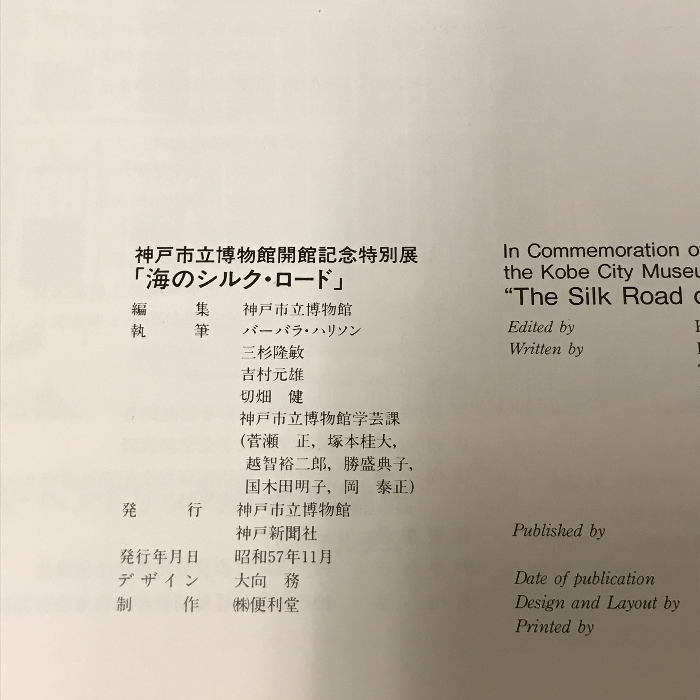 神戸市立博物館開館記念特別展
「海のシルク・ロード」
編　集　神戸市立博物館
執　筆　バーバラ・ハリソン
三杉隆敏
吉村元雄
切畑　健
神戸市立博物館学芸課
(菅瀬　正, 塚本桂大,
越智裕二郎, 勝盛典子,
国木田明子, 岡　泰正)
発　行　神戸市立博物館
神戸新聞社
発行年月日　昭和57年11月
デザイン　大向　務
制　作　㈱便利堂
In Commemoration of
the Kobe City Museu
“The Silk Road o
Edited by
Written by
Published by
Date of publication
Design and Layout by
Printed by